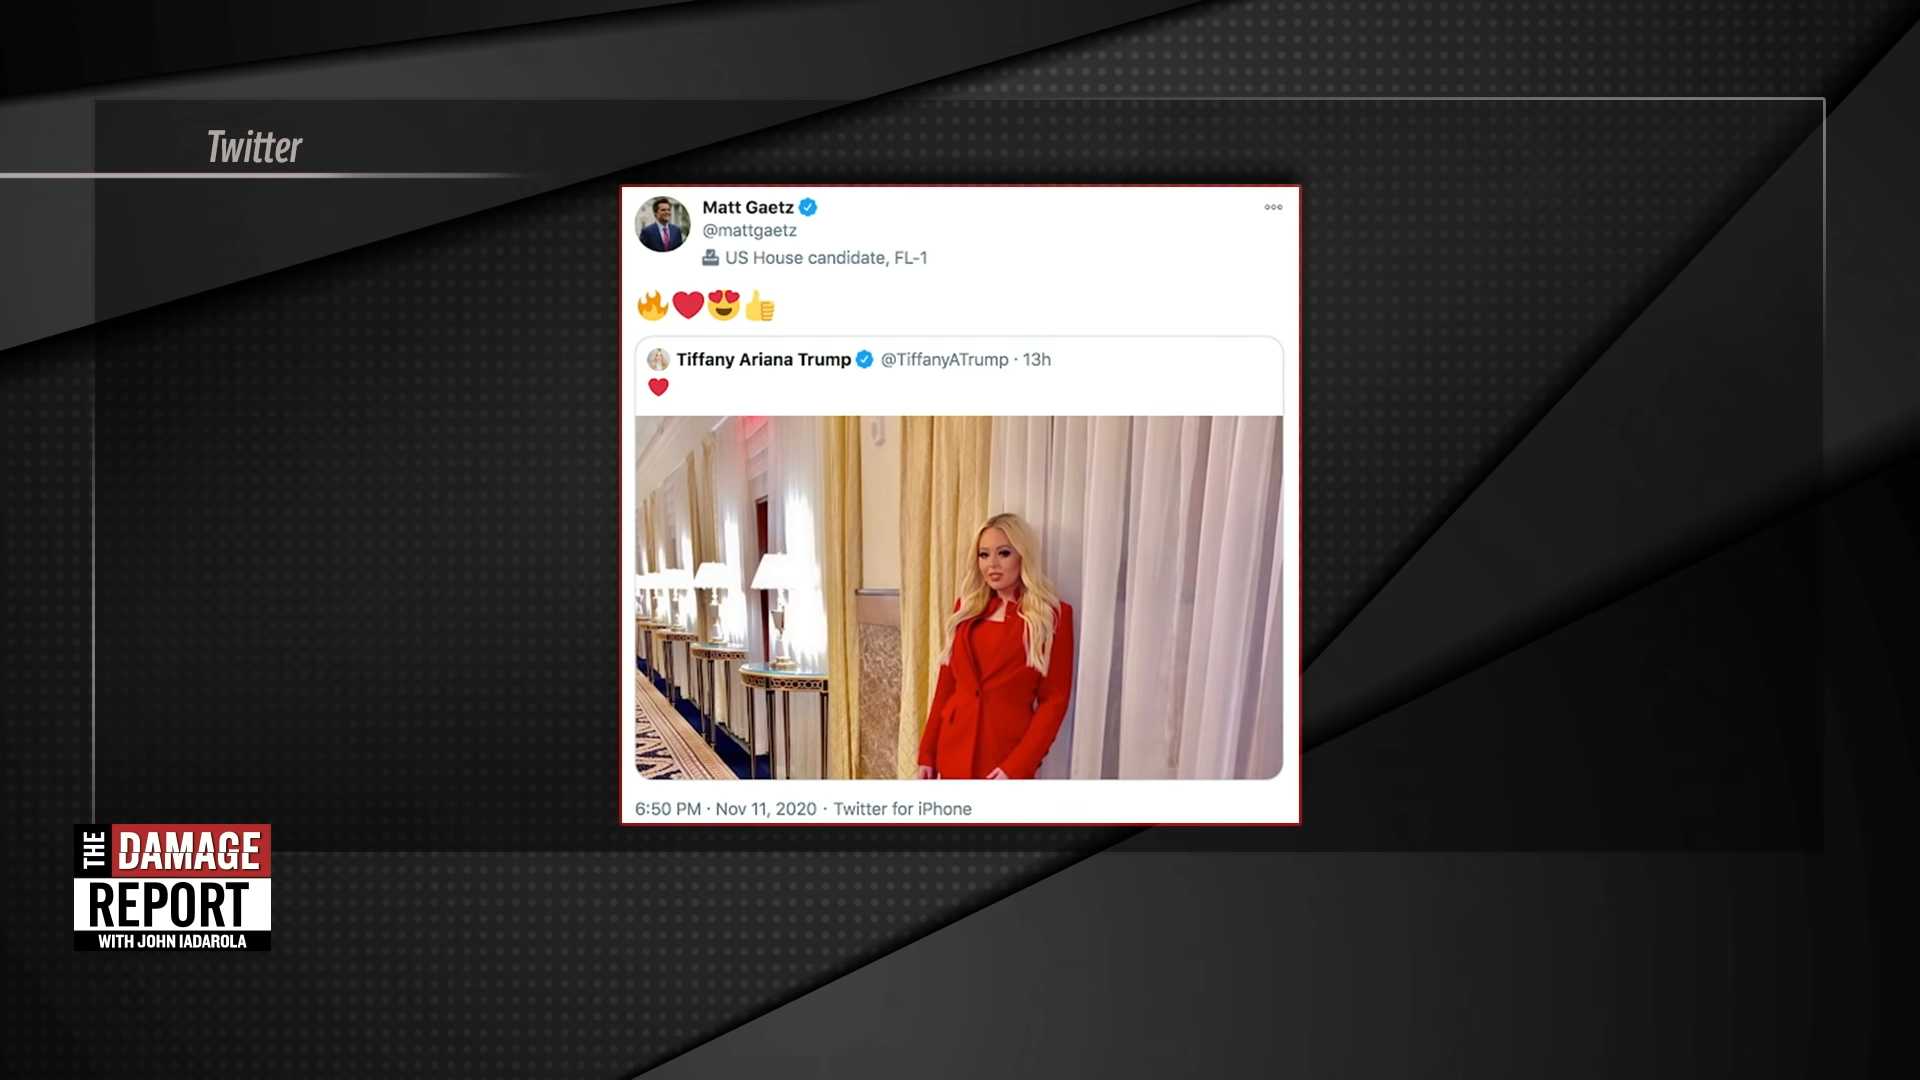 Twitter
Matt Gaetz
@mattgaetz
US House candidate, FL-1
🔥❤️😍👍
Tiffany Ariana Trump @TiffanyATrump · 13h
❤️
6:50 PM · Nov 11, 2020 · Twitter for iPhone
THE DAMAGE
REPORT
WITH JOHN IADAROLA